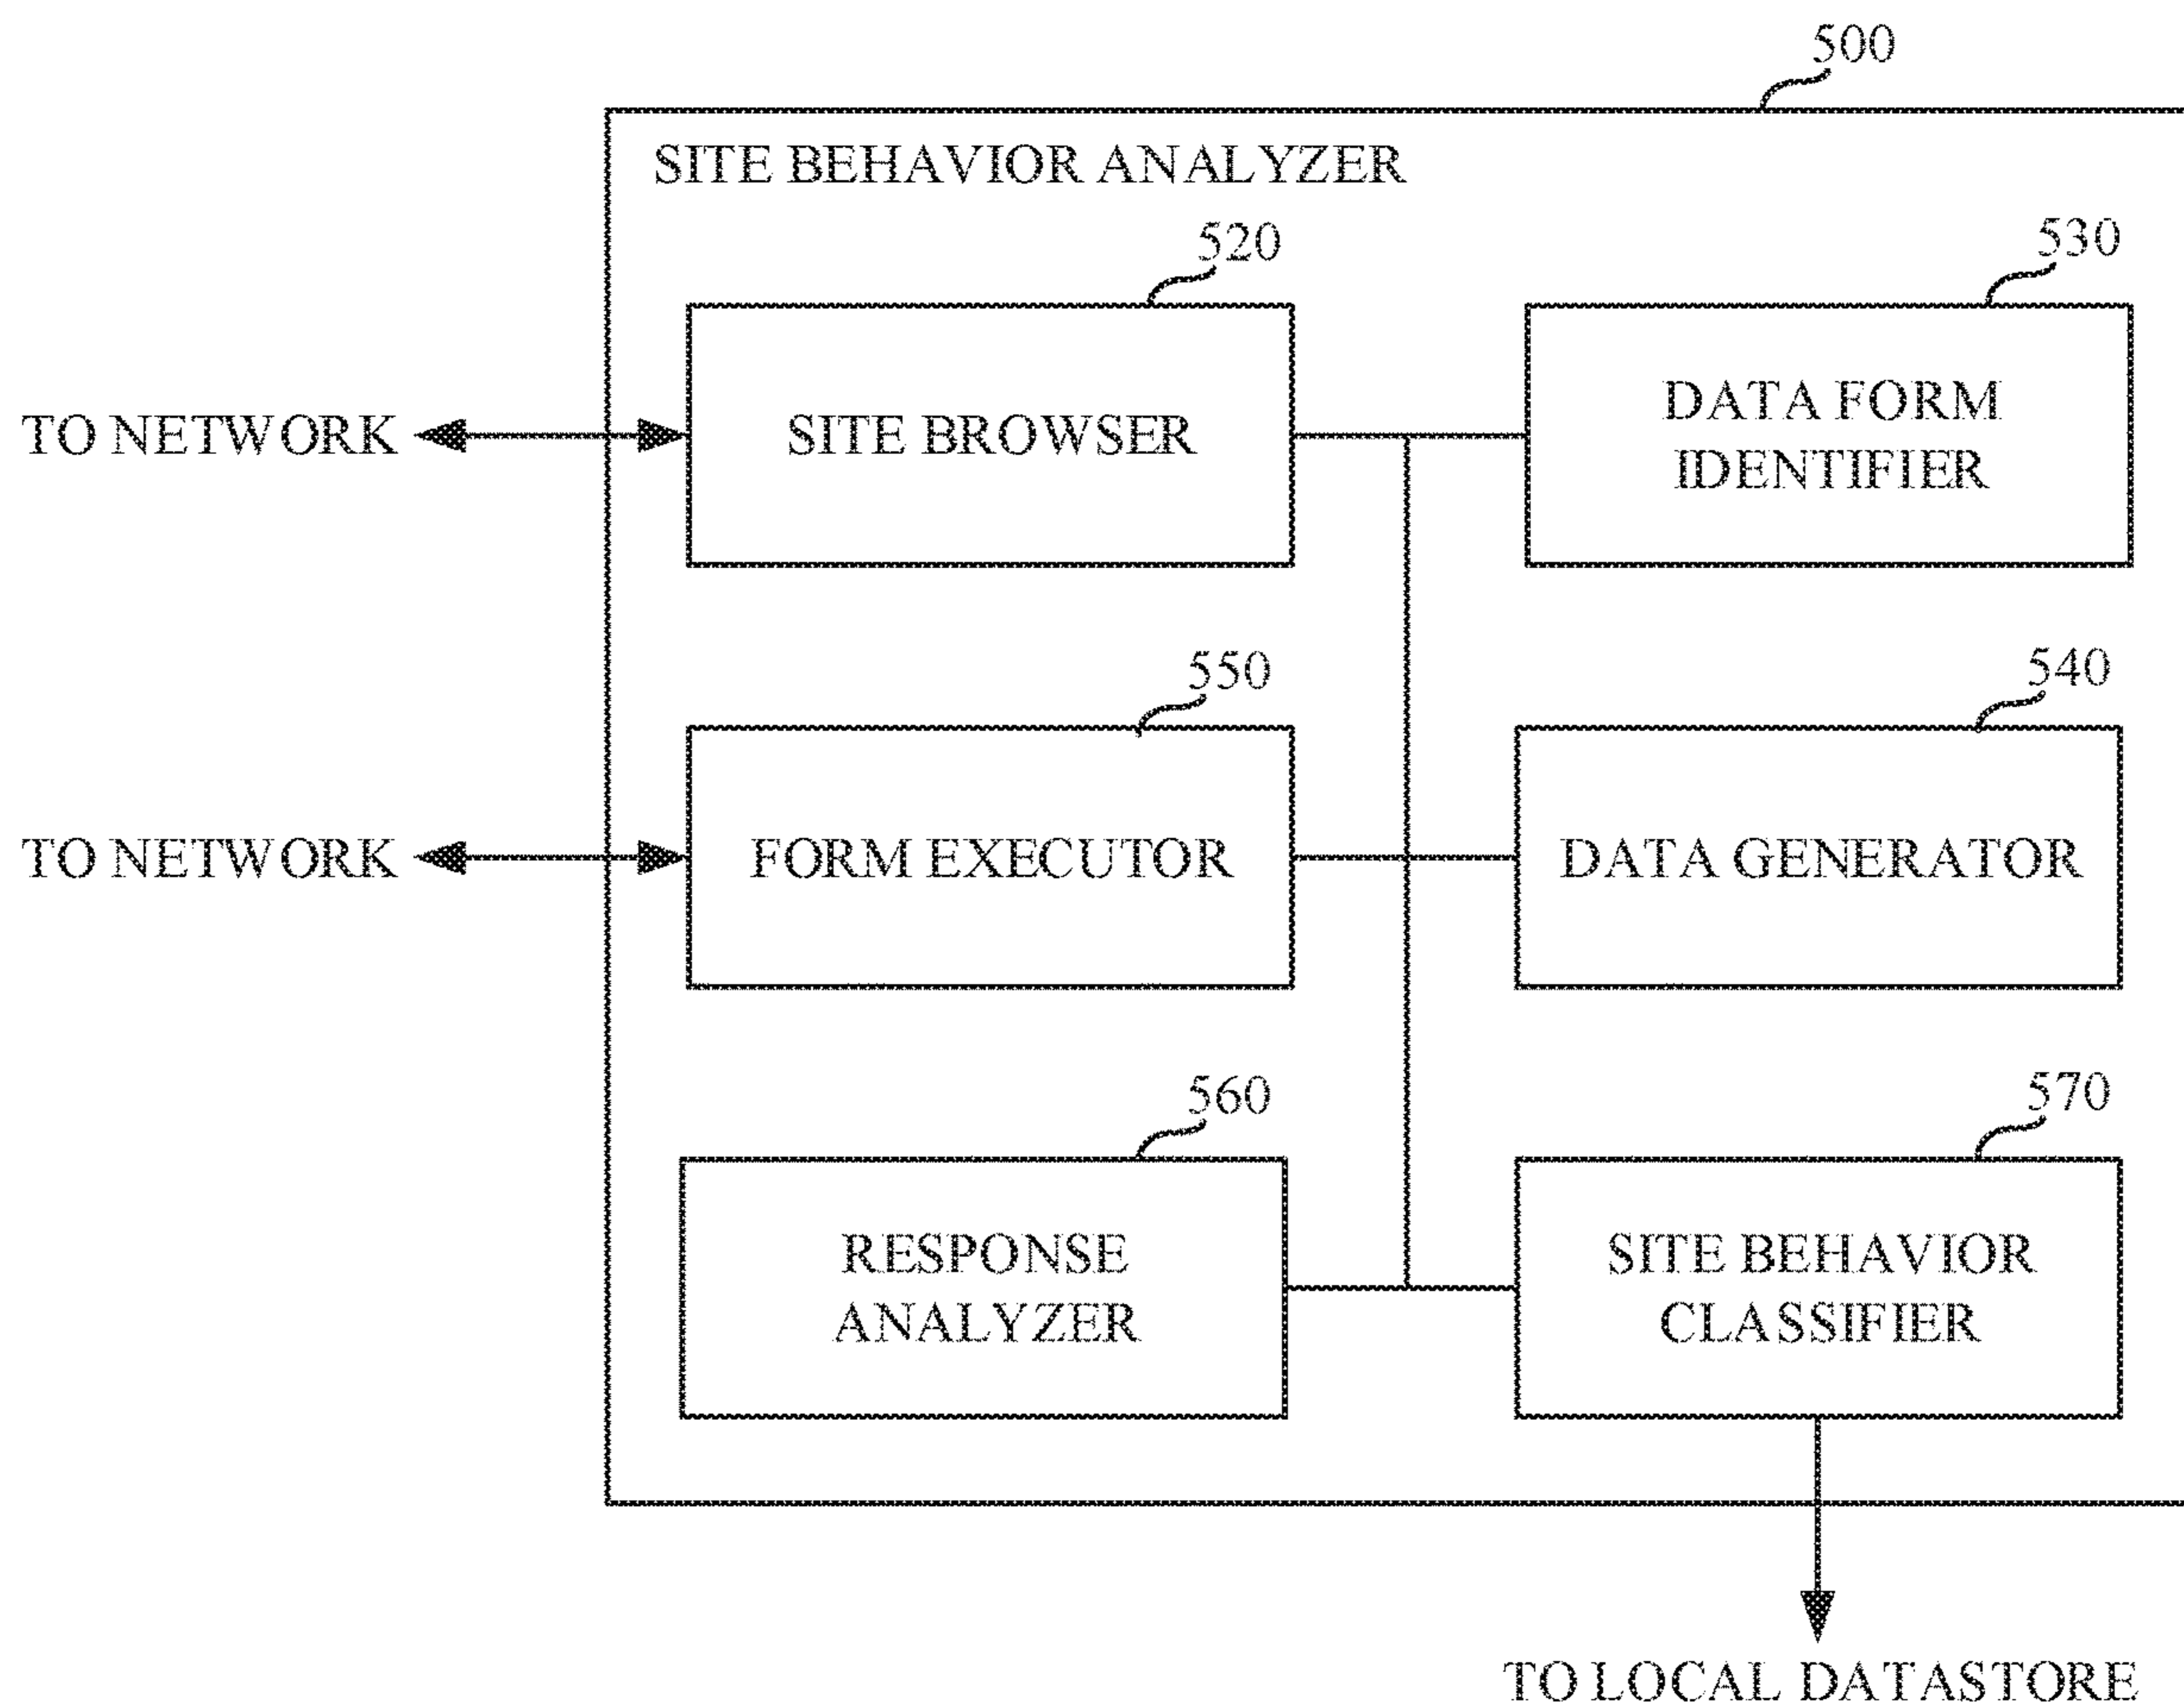 500
SITE BEHAVIOR ANALYZER
520
530
TO NETWORK
SITE BROWSER
DATA FORM
IDENTIFIER
550
540
TO NETWORK
FORM EXECUTOR
DATA GENERATOR
560
570
RESPONSE
ANALYZER
SITE BEHAVIOR
CLASSIFIER
TO LOCAL DATASTORE